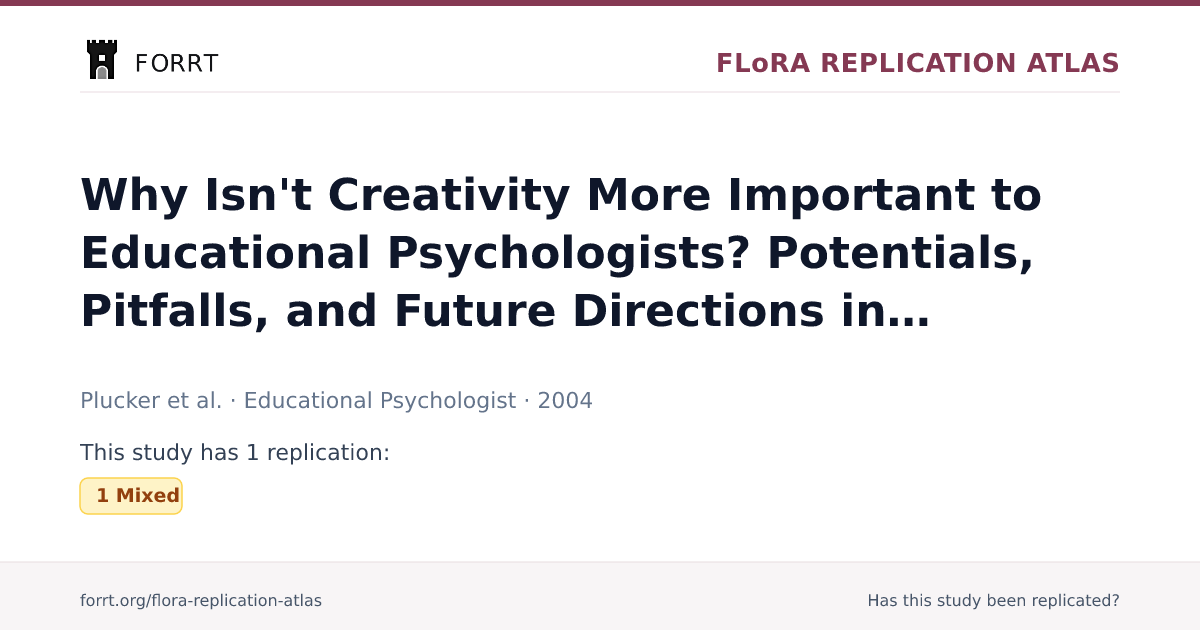 FORRT
FLoRA REPLICATION ATLAS
Why Isn't Creativity More Important to
Educational Psychologists? Potentials,
Pitfalls, and Future Directions in…
Plucker et al. · Educational Psychologist · 2004
This study has 1 replication:
1 Mixed
forrt.org/flora-replication-atlas
Has this study been replicated?